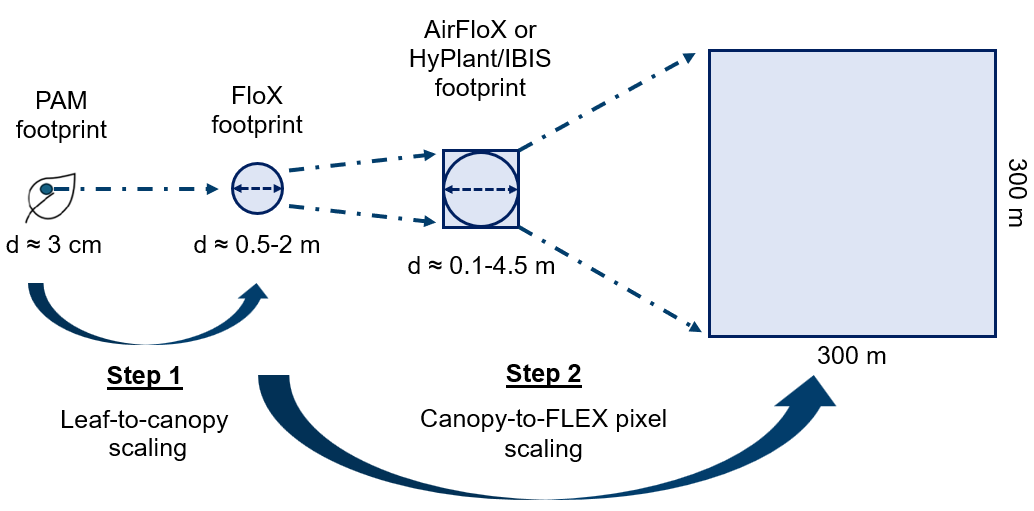 PAM
footprint
d ≈ 3 cm
FloX
footprint
d ≈ 0.5-2 m
AirFloX or
HyPlant/IBIS
footprint
d ≈ 0.1-4.5 m
300 m
300 m
Step 1
Leaf-to-canopy
scaling
Step 2
Canopy-to-FLEX pixel
scaling